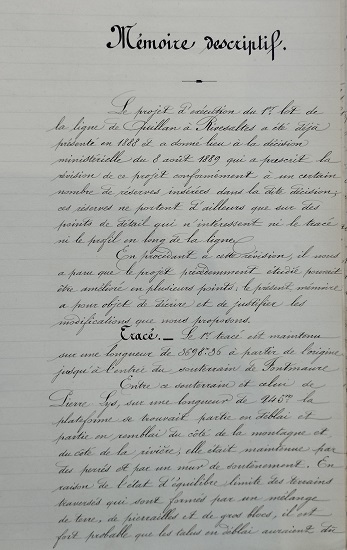 Mémoire descriptif.
Le projet d'exécution du 1er lot de
la ligne de Quillan à Rivesaltes a été déjà
présenté en 1888 et a donné lieu à la décision
ministérielle du 8 août 1889 qui a prescrit la
révision de ce projet conformément à un certain
nombre de réserves insérées dans la dite décision;
ces réserves ne portent d'ailleurs que sur des
points de détail qui n'intéressent ni le tracé
ni le profil en long de la ligne.
En procédant à cette révision, il nous
a paru que le projet précédemment étudié pouvait
être amélioré en plusieurs points; le présent mémoire
a pour objet de décrire et de justifier les
modifications que nous proposons.
Tracé._ Le 1er tracé est maintenu
sur une longueur de à partir de l'origine
jusqu'à l'entrée du souterrain de Fontmaure
Entre ce souterrain et celui de
Pierre Lys, sur une longueur de la
plateforme se trouvait partie en déblai et
partie en remblai du côté de la montagne et
du côté de la rivière, elle était maintenue par
des perrés et par un mur de soutènement. En
raison de l'état d'équilibre limite des terrains
traversés qui sont formés par un mélange
de terre, de pierrailles et de gros blocs, il est
fort probable que les talus en déblai auraient dû